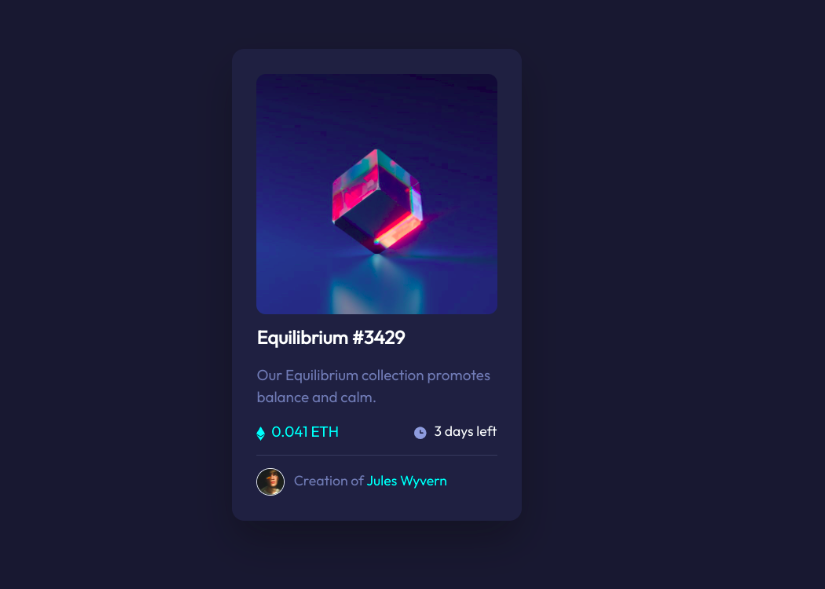 Equilibrium #3429
Our Equilibrium collection promotes
balance and calm.
0.041 ETH
3 days left
Creation of Jules Wyvern